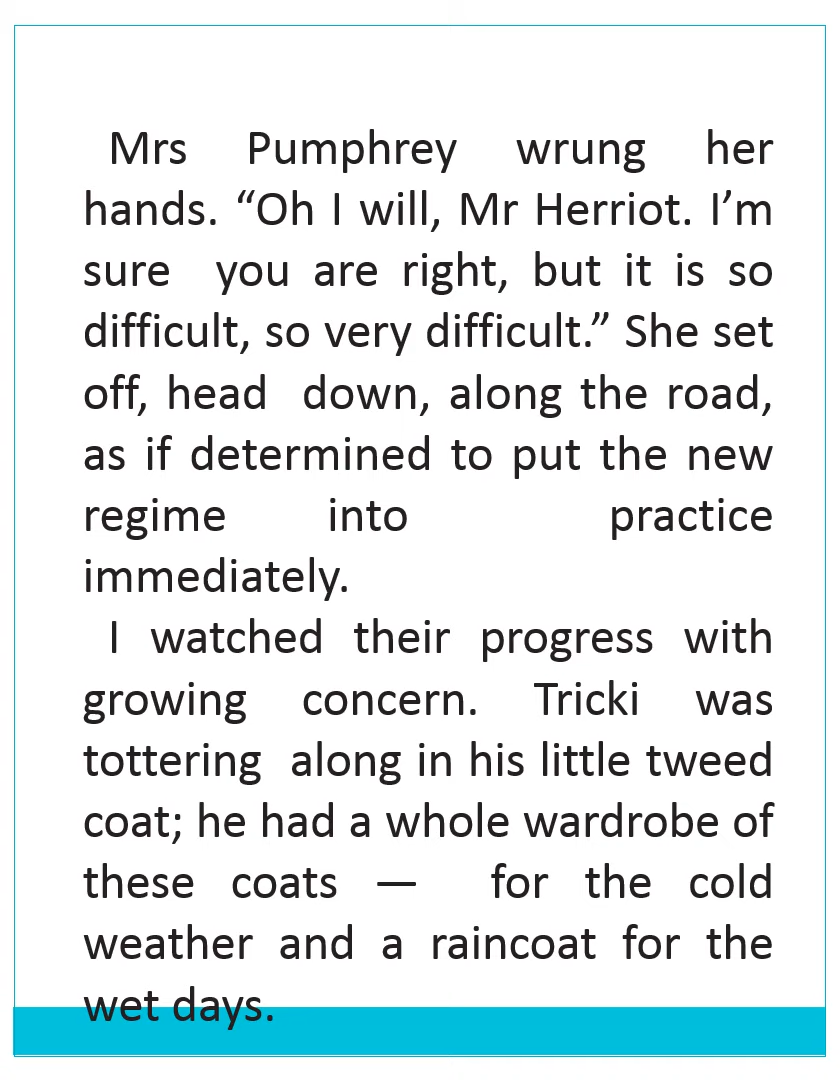 Mrs Pumphrey wrung her
hands. “Oh I will, Mr Herriot. I’m
sure you are right, but it is so
difficult, so very difficult.” She set
off, head down, along the road,
as if determined to put the new
regime into practice
immediately.
I watched their progress with
growing concern. Tricki was
tottering along in his little tweed
coat; he had a whole wardrobe of
these coats — for the cold
weather and a raincoat for the
wet days.